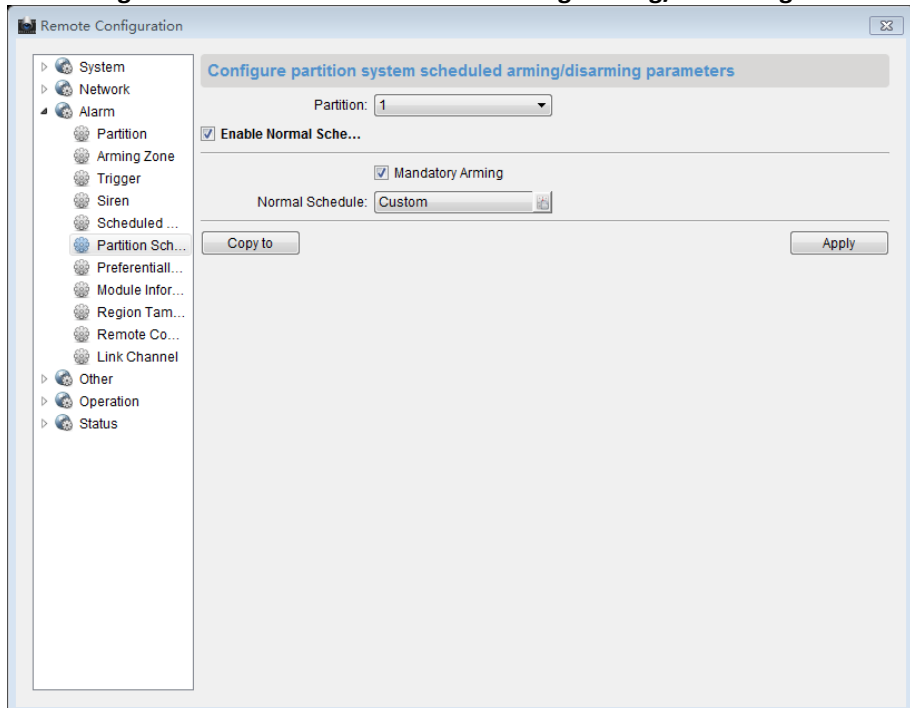 Remote Configuration
System
Network
Alarm
Partition
Arming Zone
Trigger
Siren
Scheduled ...
Partition Sch...
Preferentiall...
Module Infor...
Region Tam...
Remote Co...
Link Channel
Other
Operation
Status
Configure partition system scheduled arming/disarming parameters
Partition: 1
Enable Normal Sche...
Mandatory Arming
Normal Schedule: Custom
Copy to
Apply